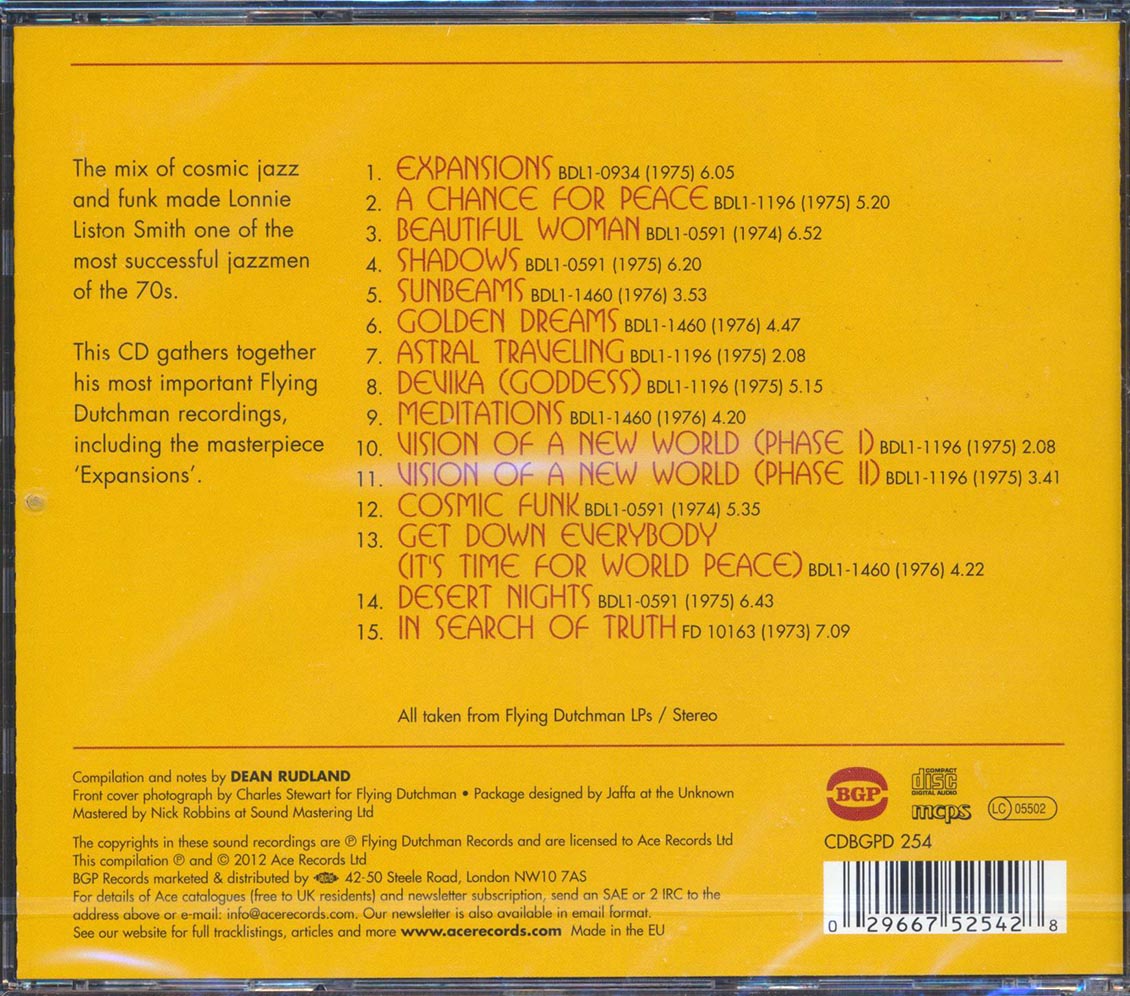 The mix of cosmic jazz
and funk made Lonnie
Liston Smith one of the
most successful jazzmen
of the 70s.
This CD gathers together
his most important Flying
Dutchman recordings,
including the masterpiece
'Expansions'.
1. EXPANSIONS BDL1-0934 (1975) 6.05
2. A CHANCE FOR PEACE BDL1-1196 (1975) 5.20
3. BEAUTIFUL WOMAN BDL1-0591 (1974) 6.52
4. SHADOWS BDL1-0591 (1975) 6.20
5. SUNBEAMS BDL1-1460 (1976) 3.53
6. GOLDEN DREAMS BDL1-1460 (1976) 4.47
7. ASTRAL TRAVELING BDL1-1196 (1975) 2.08
8. DEVIKA (GODDESS) BDL1-1196 (1975) 5.15
9. MEDITATIONS BDL1-1460 (1976) 4.20
10. VISION OF A NEW WORLD (PHASE I) BDL1-1196 (1975) 2.08
11. VISION OF A NEW WORLD (PHASE II) BDL1-1196 (1975) 3.41
12. COSMIC FUNK BDL1-0591 (1974) 5.35
13. GET DOWN EVERYBODY
(IT'S TIME FOR WORLD PEACE) BDL1-1460 (1976) 4.22
14. DESERT NIGHTS BDL1-0591 (1975) 6.43
15. IN SEARCH OF TRUTH FD 10163 (1973) 7.09
All taken from Flying Dutchman LPs / Stereo
Compilation and notes by DEAN RUDLAND
Front cover photograph by Charles Stewart for Flying Dutchman • Package designed by Jaffa at the Unknown
Mastered by Nick Robbins at Sound Mastering Ltd
The copyrights in these sound recordings are ℗ Flying Dutchman Records and are licensed to Ace Records Ltd
This compilation ℗ and © 2012 Ace Records Ltd
BGP Records marketed & distributed by ACE 42-50 Steele Road, London NW10 7AS
For details of Ace catalogues (free to UK residents) and newsletter subscription, send an SAE or 2 IRC to the
address above or e-mail: info@acerecords.com. Our newsletter is also available in email format.
See our website for full tracklistings, articles and more www.acerecords.com Made in the EU
BGP
COMPACT
disc
DIGITAL AUDIO
mcps
LC 05502
CDBGPD 254
0 29667 52542 8